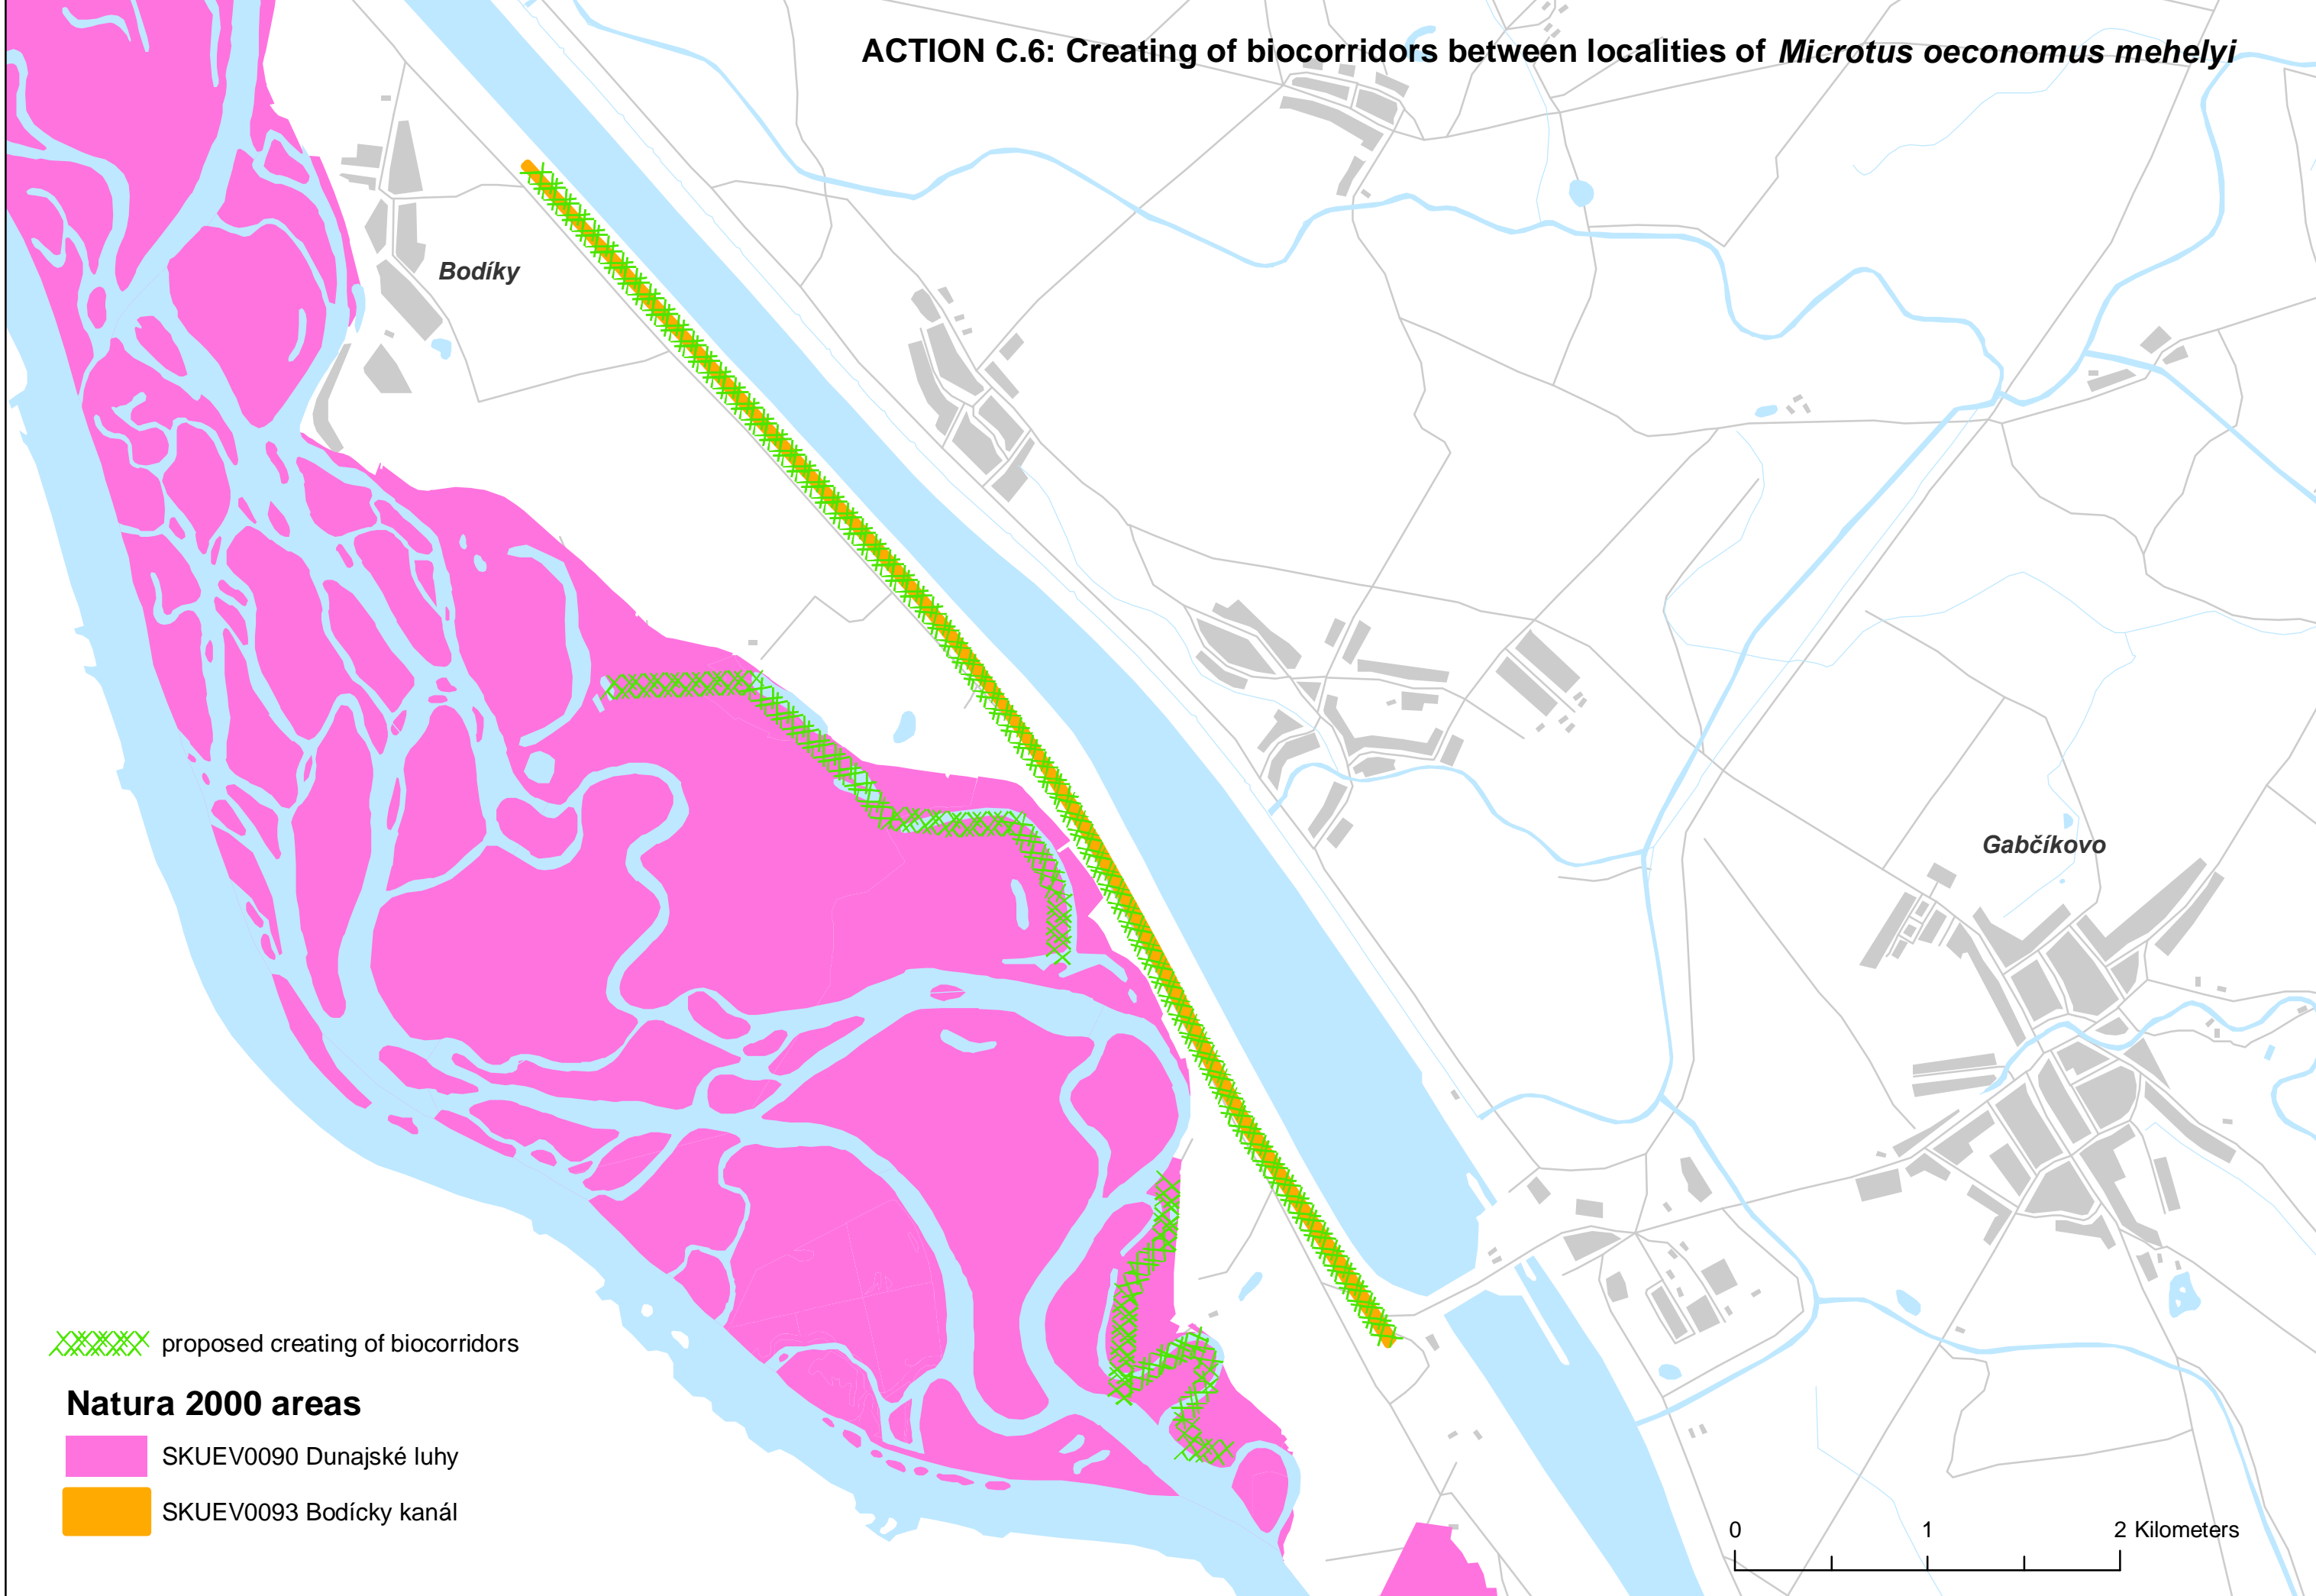 ACTION C.6: Creating of biocorridors between localities of Microtus oeconomus mehelyi
Bodíky
Gabčíkovo
proposed creating of biocorridors
Natura 2000 areas
SKUEV0090 Dunajské luhy
SKUEV0093 Bodícky kanál
0 1 2 Kilometers